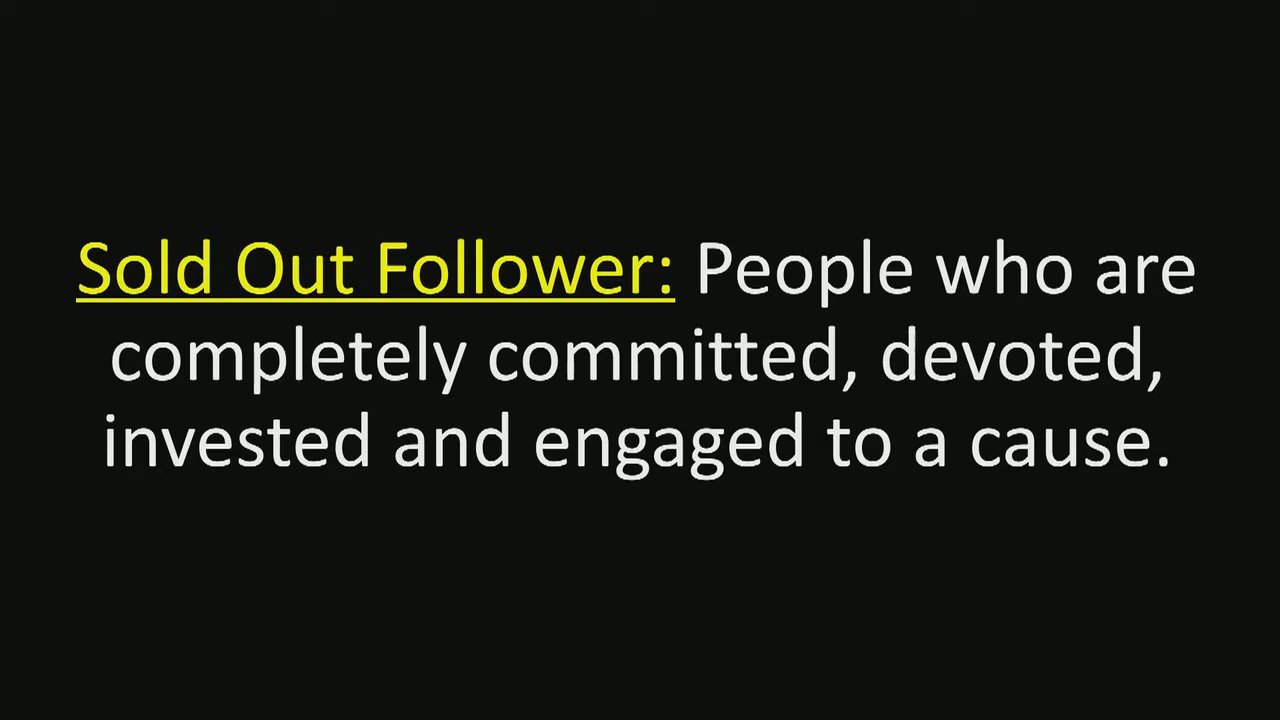 Sold Out Follower: People who are
completely committed, devoted,
invested and engaged to a cause.